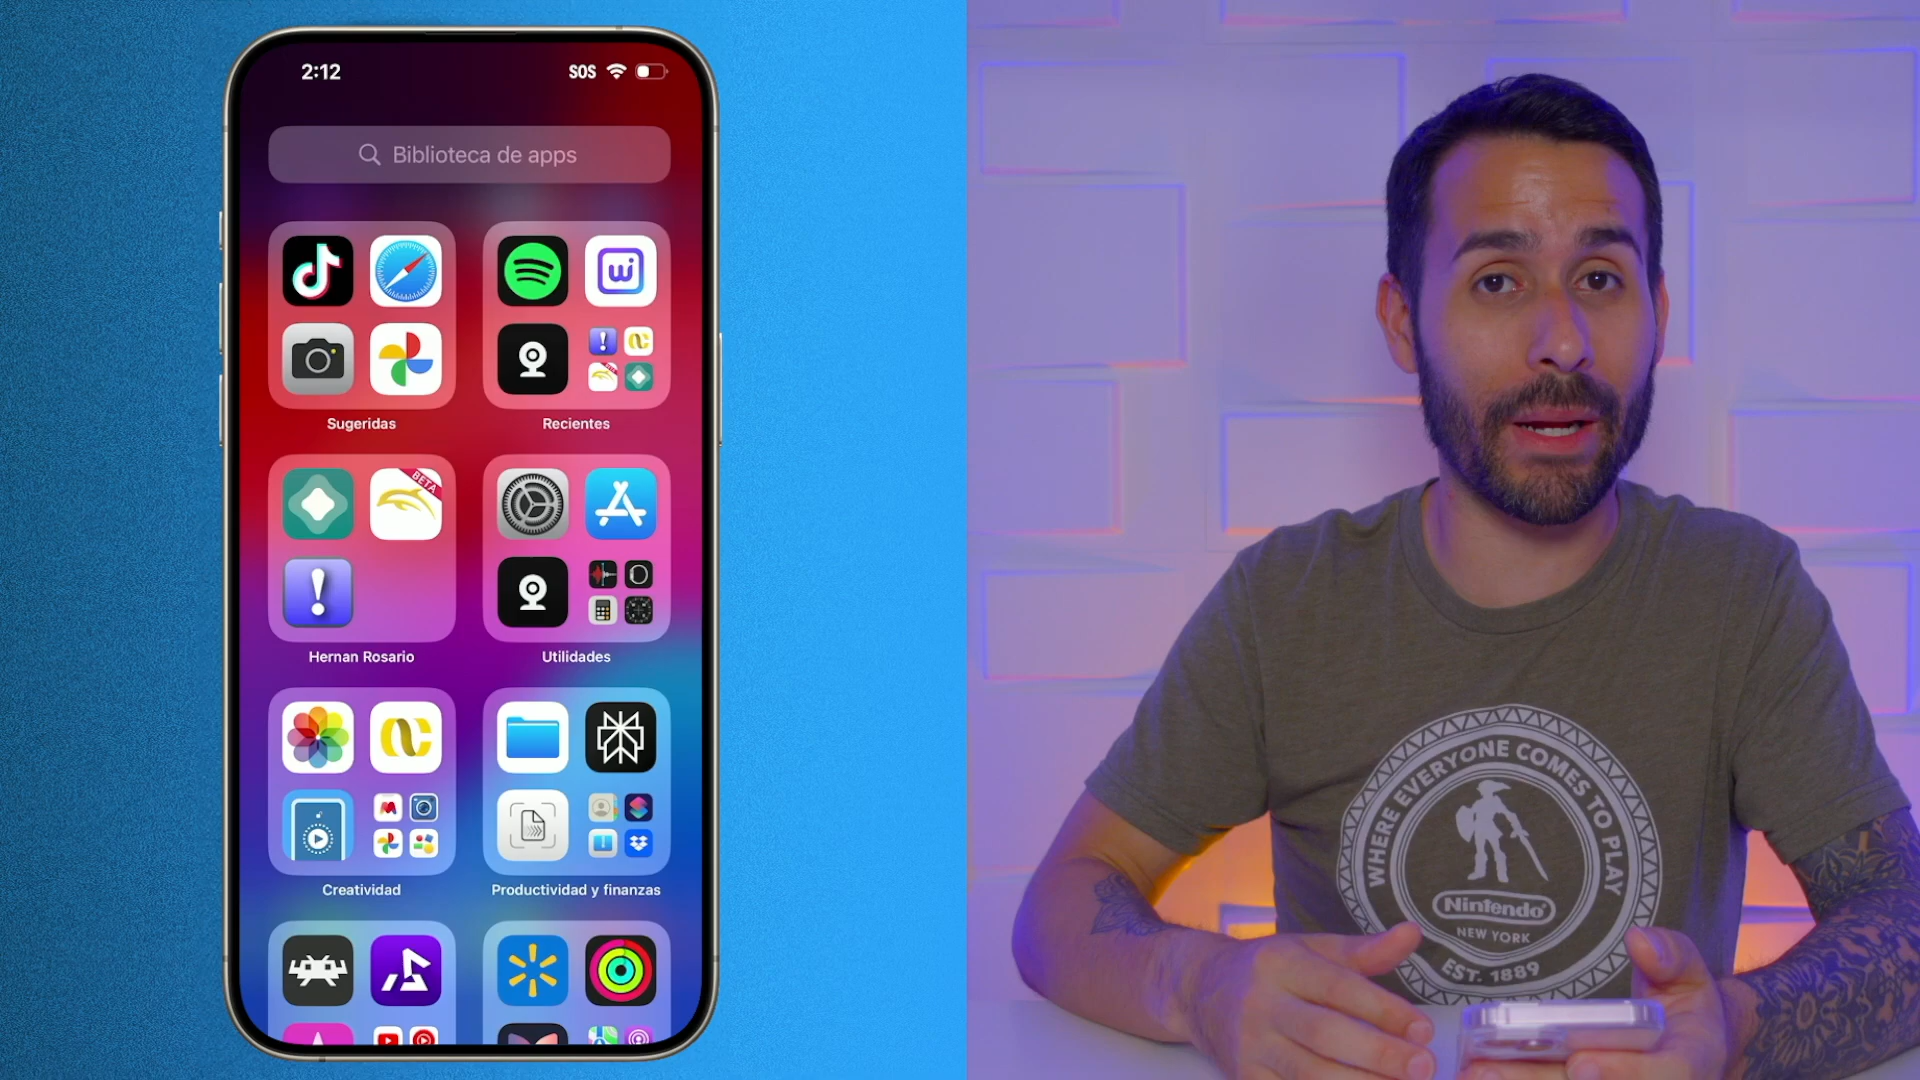 2:12
SOS
Biblioteca de apps
Sugeridas
Recientes
BETA
Hernan Rosario
Utilidades
Creatividad
Productividad y finanzas
WHERE EVERYONE COMES TO PLAY
Nintendo
NEW YORK
EST. 1889